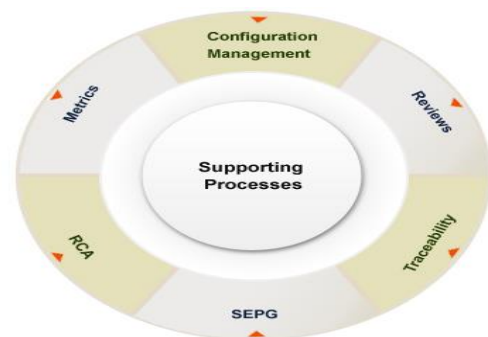 Configuration
Management
Reviews
Traceability
SEPG
RCA
Metrics
Supporting
Processes